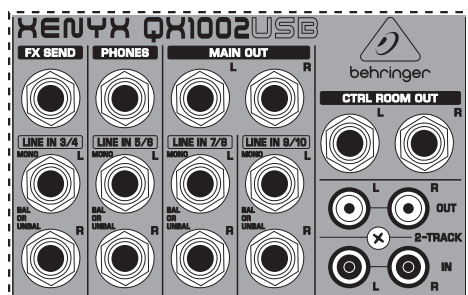 XENYX QX1002USB
FX SEND
PHONES
MAIN OUT
L R
behringer
CTRL ROOM OUT
L R
LINE IN 3/4
LINE IN 5/6
LINE IN 7/8
LINE IN 9/10
MONO L
MONO L
MONO L
MONO L
BAL OR UNBAL
BAL OR UNBAL
BAL OR UNBAL
BAL OR UNBAL
R
R
R
R
L R
OUT
2-TRACK
IN
L R